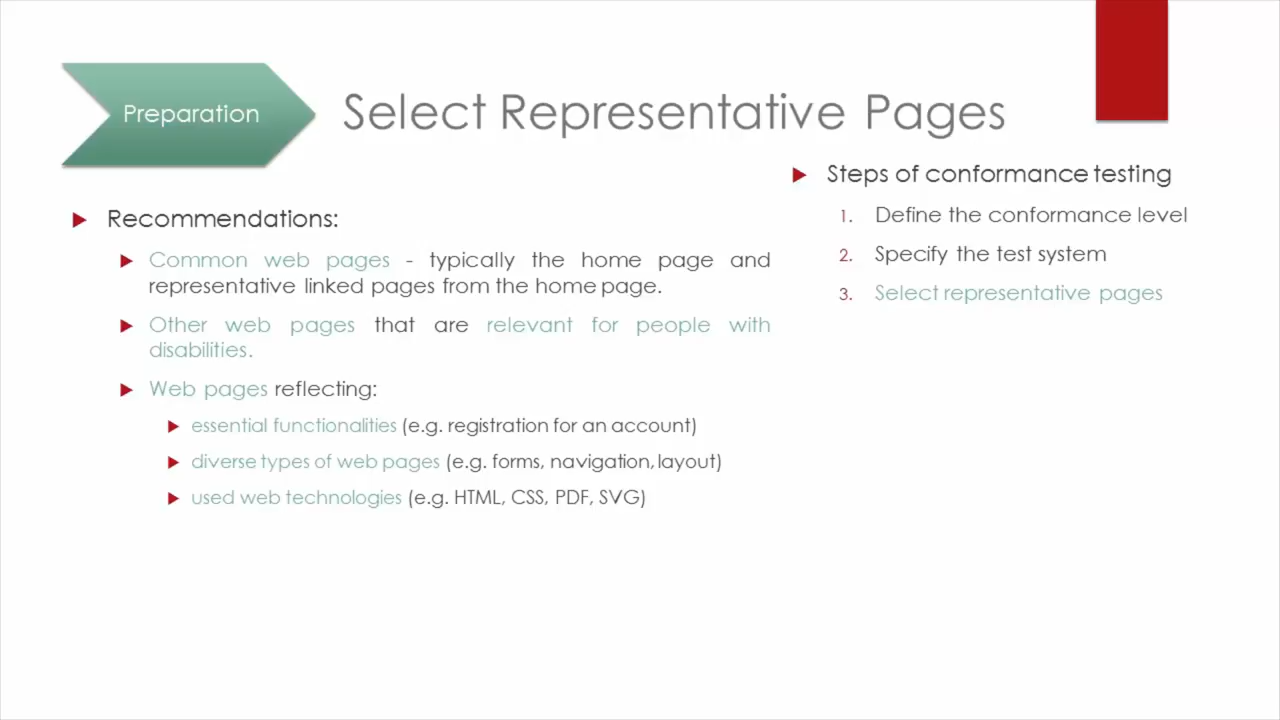 Preparation
Select Representative Pages
Recommendations:
Common web pages - typically the home page and
representative linked pages from the home page.
Other web pages that are relevant for people with
disabilities.
Web pages reflecting:
essential functionalities (e.g. registration for an account)
diverse types of web pages (e.g. forms, navigation, layout)
used web technologies (e.g. HTML, CSS, PDF, SVG)
Steps of conformance testing
1. Define the conformance level
2. Specify the test system
3. Select representative pages